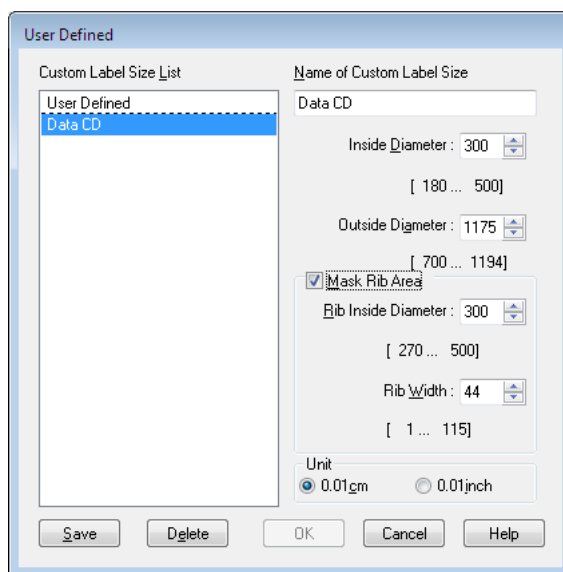 User Defined
Custom Label Size List
User Defined
Data CD
Name of Custom Label Size
Data CD
Inside Diameter : 300
[ 180 ... 500]
Outside Diameter : 1175
[ 700 ... 1194]
Mask Rib Area
Rib Inside Diameter : 300
[ 270 ... 500]
Rib Width : 44
[ 1 ... 115]
Unit
0.01cm 0.01inch
Save Delete OK Cancel Help